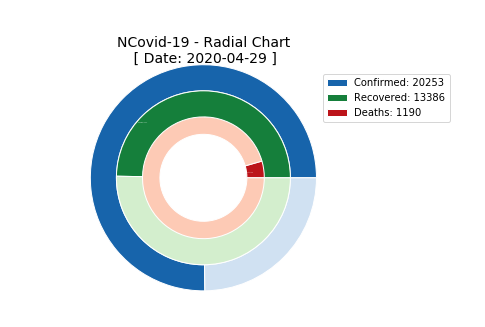 NCovid-19 - Radial Chart
[ Date: 2020-04-29 ]
Confirmed: 20253
Recovered: 13386
Deaths: 1190